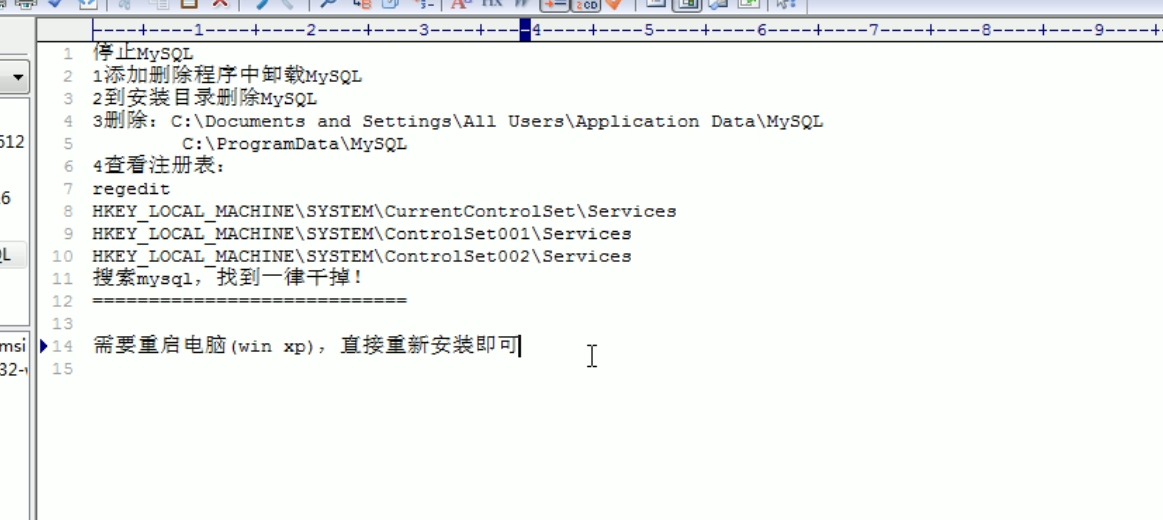 ----+----1----+----2----+----3----+----4----+----5----+----6----+----7----+----8----+----9----+
1 停止MySQL
2 1添加删除程序中卸载MySQL
3 2到安装目录删除MySQL
4 3删除：C:\Documents and Settings\All Users\Application Data\MySQL
5 C:\ProgramData\MySQL
6 4查看注册表：
7 regedit
8 HKEY_LOCAL_MACHINE\SYSTEM\CurrentControlSet\Services
9 HKEY_LOCAL_MACHINE\SYSTEM\ControlSet001\Services
10 HKEY_LOCAL_MACHINE\SYSTEM\ControlSet002\Services
11 搜索mysql，找到一律干掉！
12 ============================
13
14 需要重启电脑(win xp)，直接重新安装即可
15
512
6
QL
msi
32-